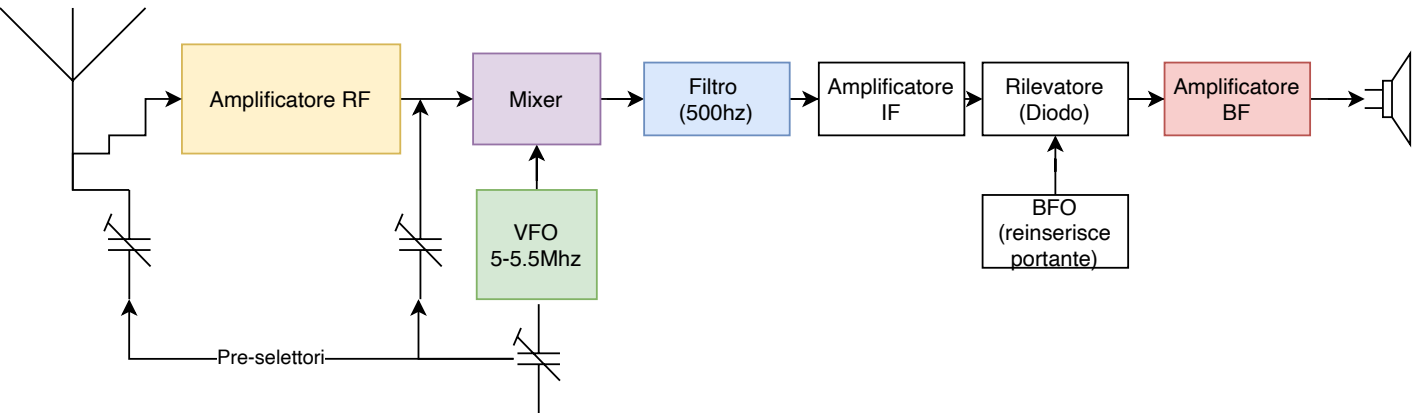 Amplificatore RF
Mixer
Filtro
(500hz)
Amplificatore
IF
Rilevatore
(Diodo)
Amplificatore
BF
VFO
5-5.5Mhz
BFO
(reinserisce
portante)
Pre-selettori